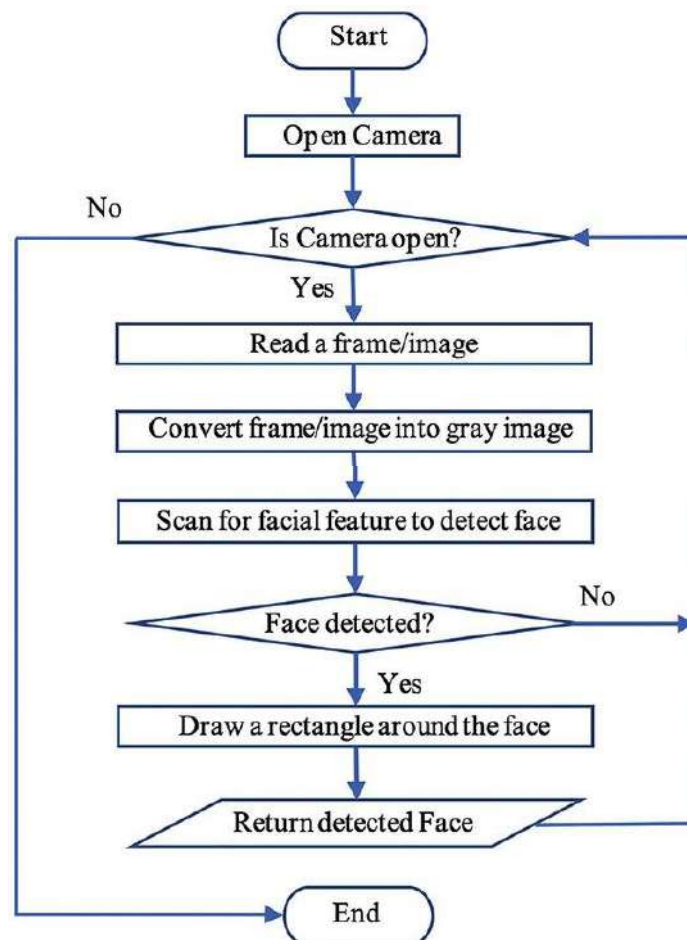 Start
Open Camera
No
Is Camera open?
Yes
Read a frame/image
Convert frame/image into gray image
Scan for facial feature to detect face
No
Face detected?
Yes
Draw a rectangle around the face
Return detected Face
End